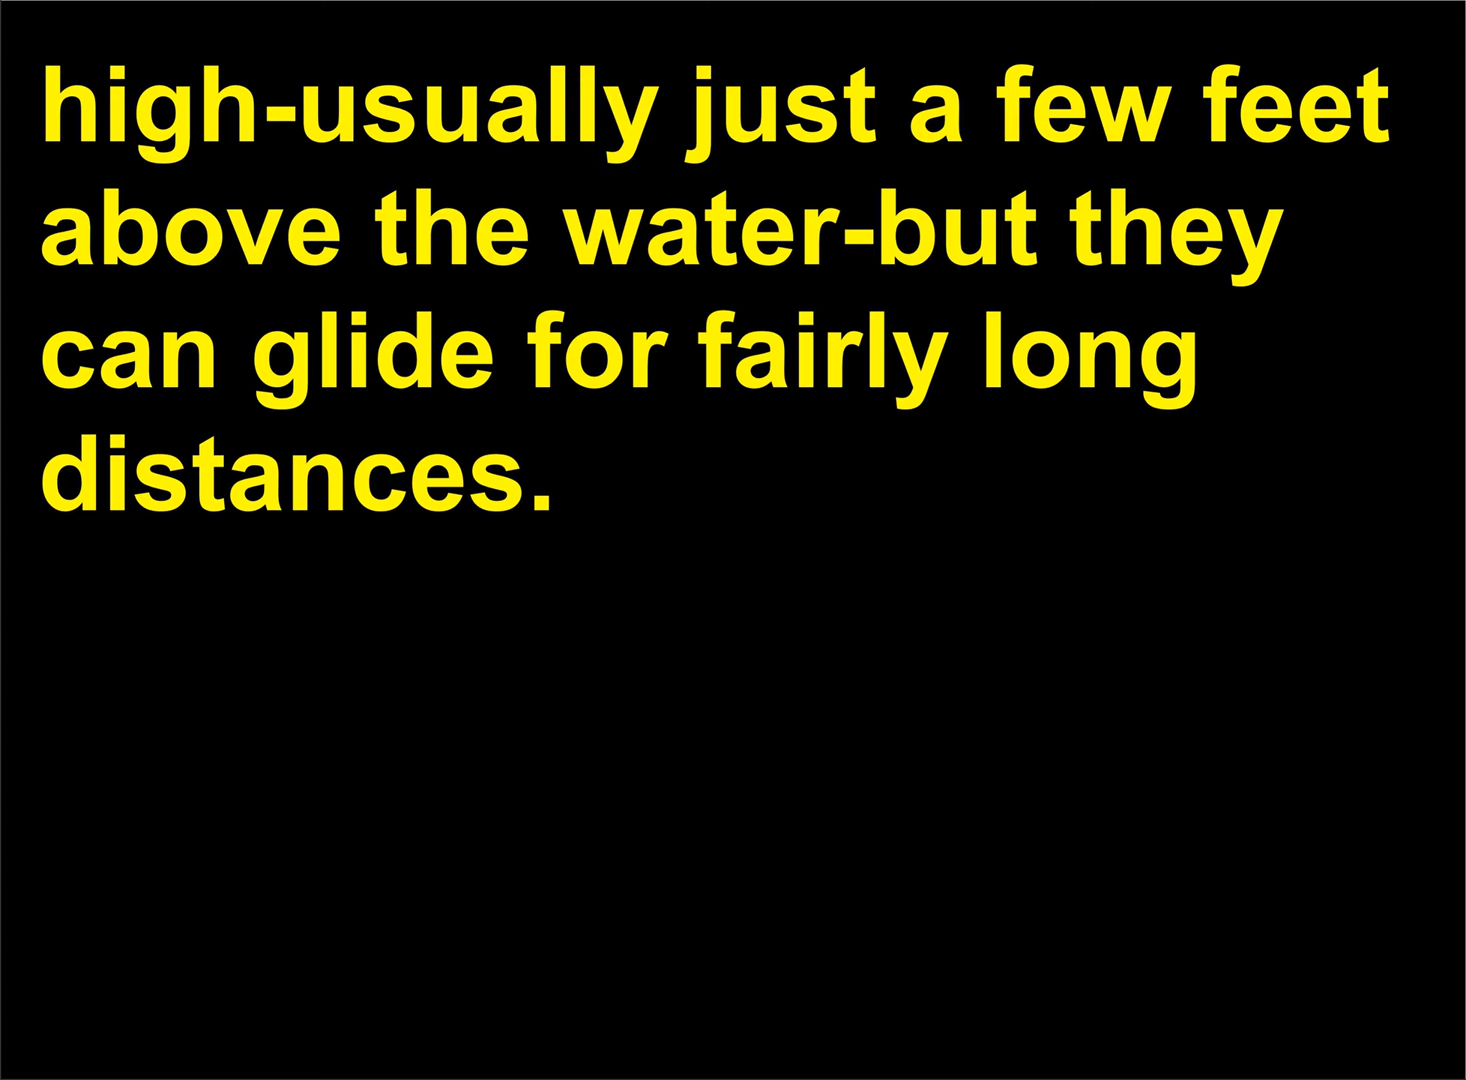 high-usually just a few feet
above the water-but they
can glide for fairly long
distances.